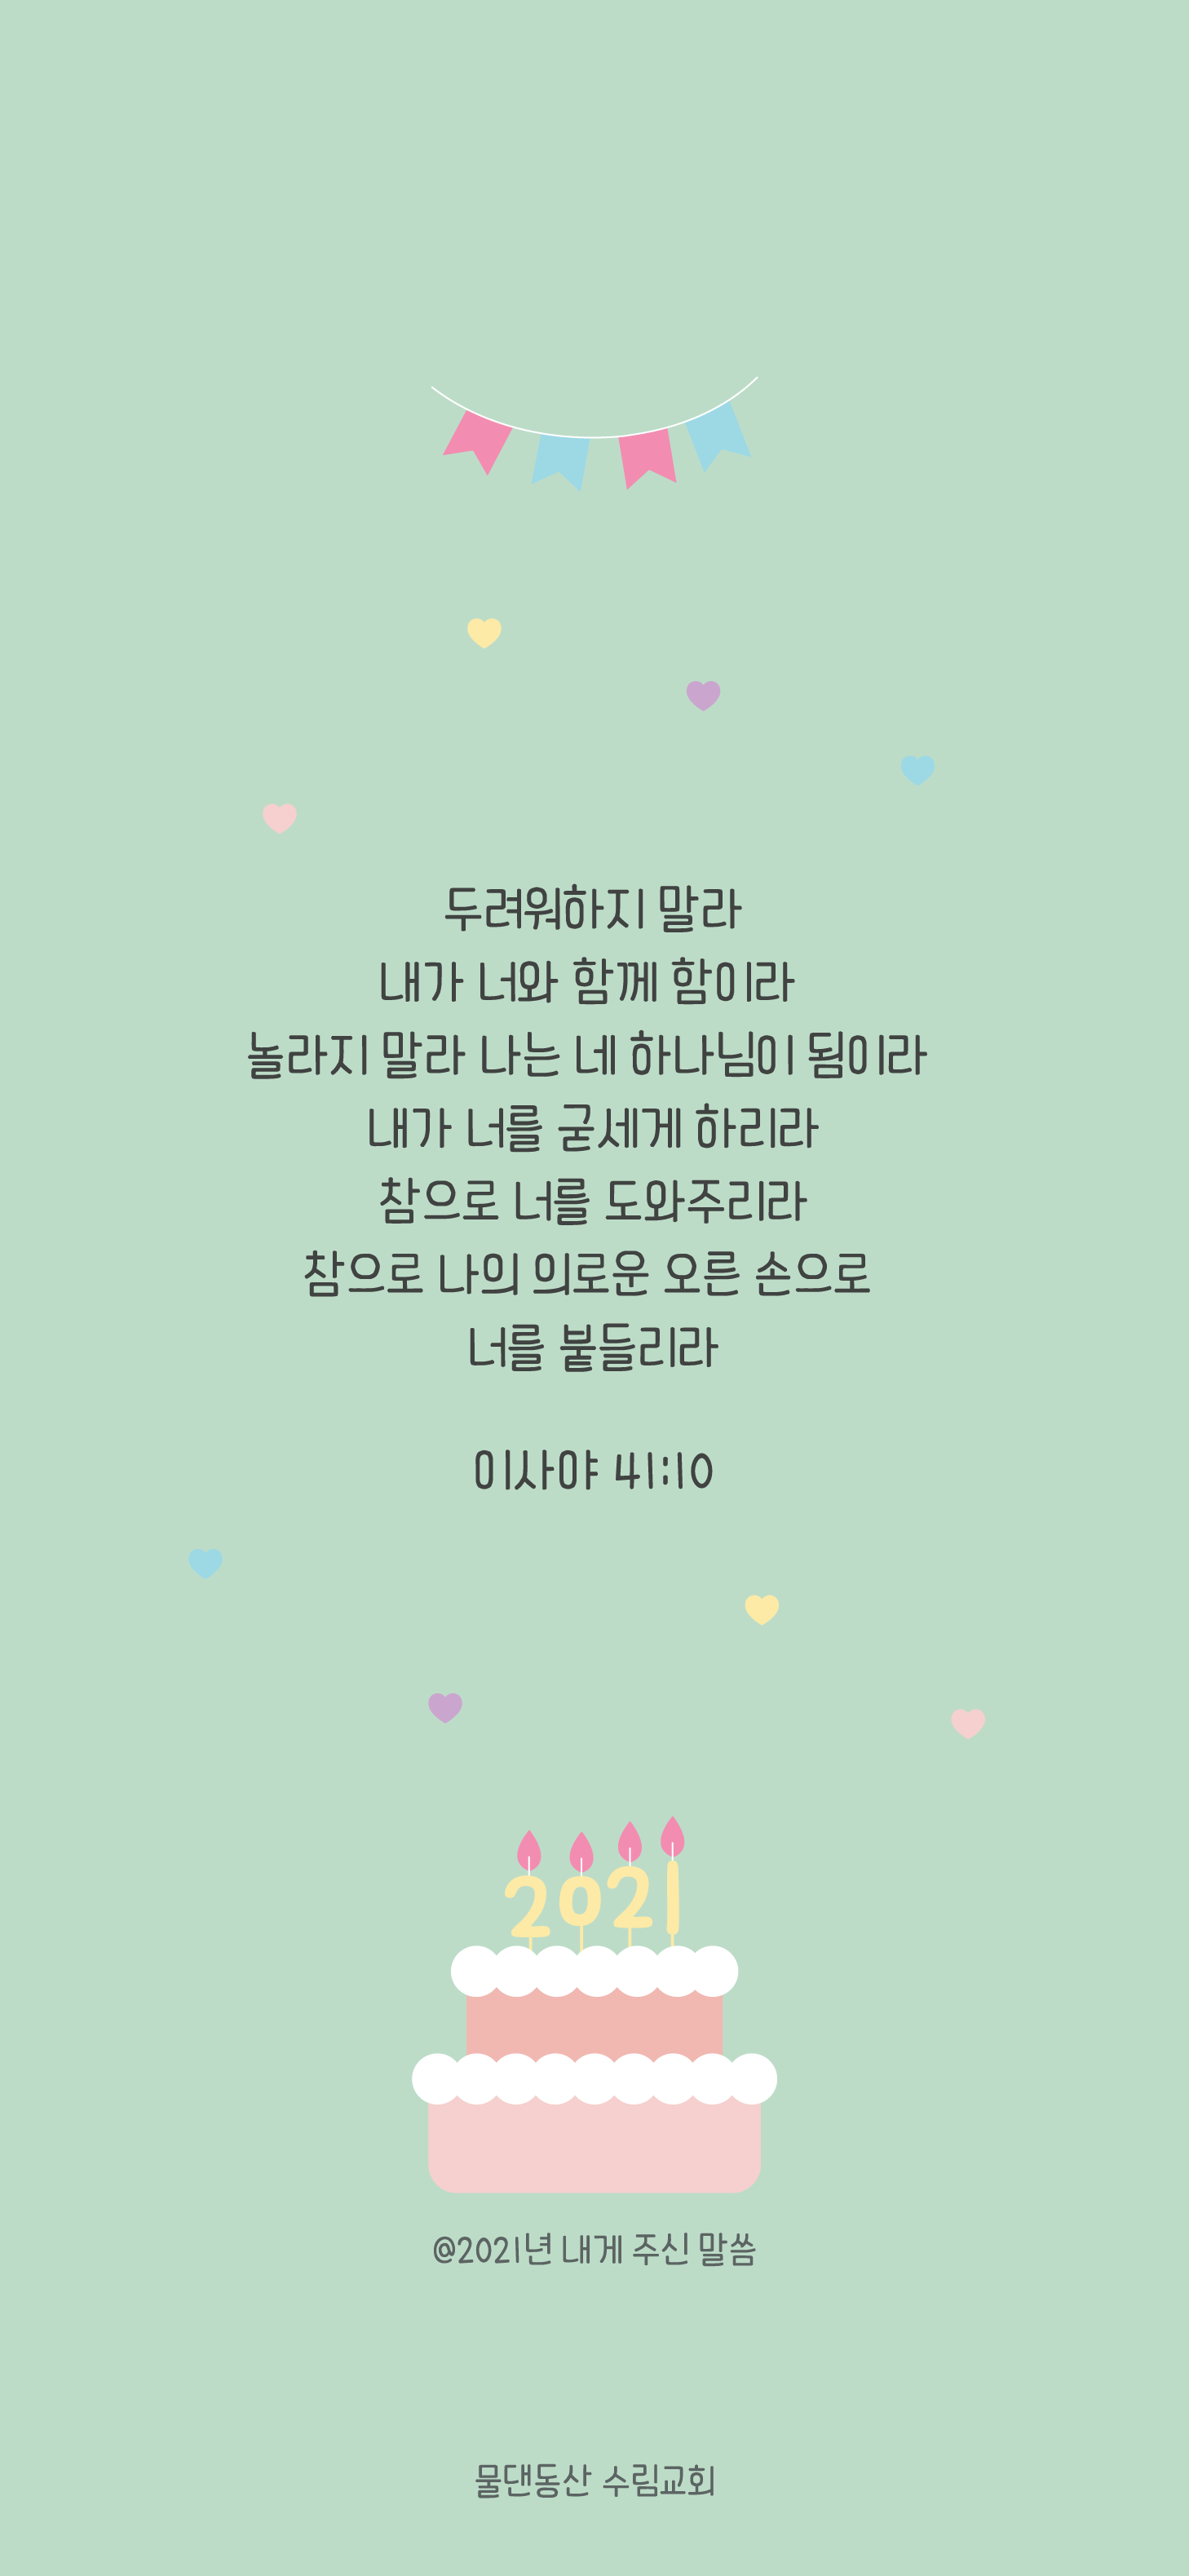 두려워하지 말라
내가 너와 함께 함이라
놀라지 말라 나는 네 하나님이 됨이라
내가 너를 굳세게 하리라
참으로 너를 도와주리라
참으로 나의 의로운 오른 손으로
너를 붙들리라
이사야 41:10
2021
@2021년 내게 주신 말씀
물댄동산 수림교회